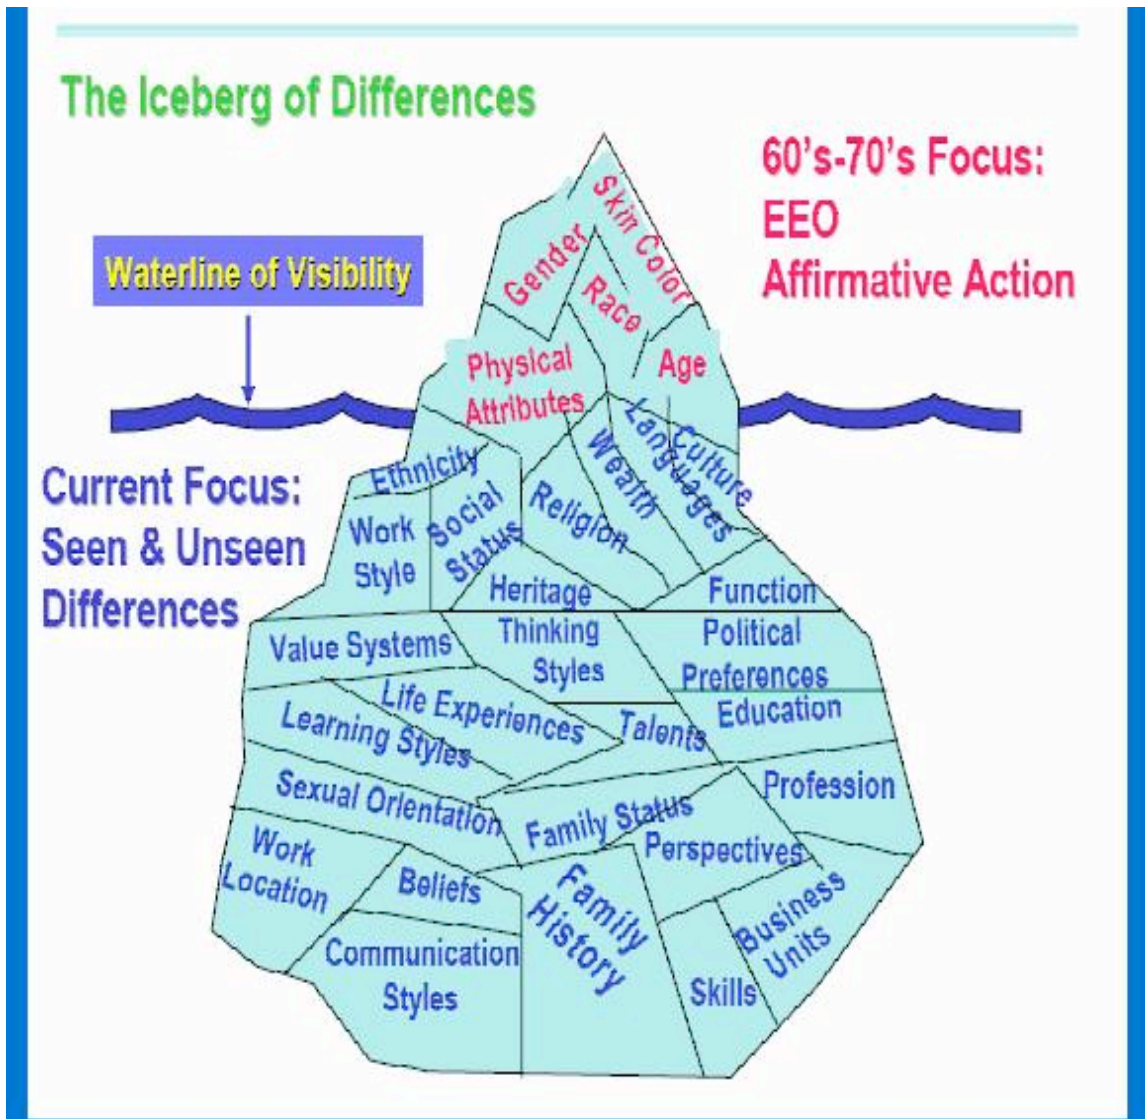 The Iceberg of Differences
60's-70's Focus:
EEO
Affirmative Action
Waterline of Visibility
Skin Color
Gender
Race
Physical
Attributes
Age
Current Focus:
Seen & Unseen
Differences
Ethnicity
Work
Style
Social
Status
Religion
Wealth
Languages
Culture
Heritage
Function
Value Systems
Thinking
Styles
Political
Preferences
Life Experiences
Learning Styles
Talents
Education
Sexual Orientation
Family Status
Profession
Perspectives
Work
Location
Beliefs
Family
History
Business
Units
Communication
Styles
Skills